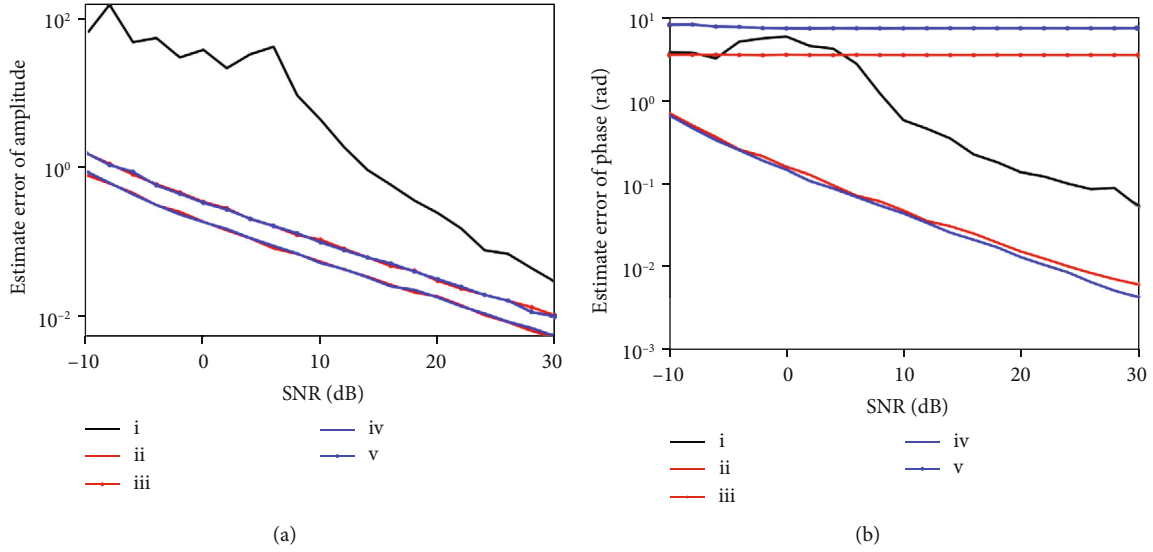 10²
10⁰
10⁻²
Estimate error of amplitude
–10
0
10
20
30
SNR (dB)
i
ii
iii
iv
v
(a)
10¹
10⁰
10⁻¹
10⁻²
10⁻³
Estimate error of phase (rad)
–10
0
10
20
30
SNR (dB)
i
ii
iii
iv
v
(b)